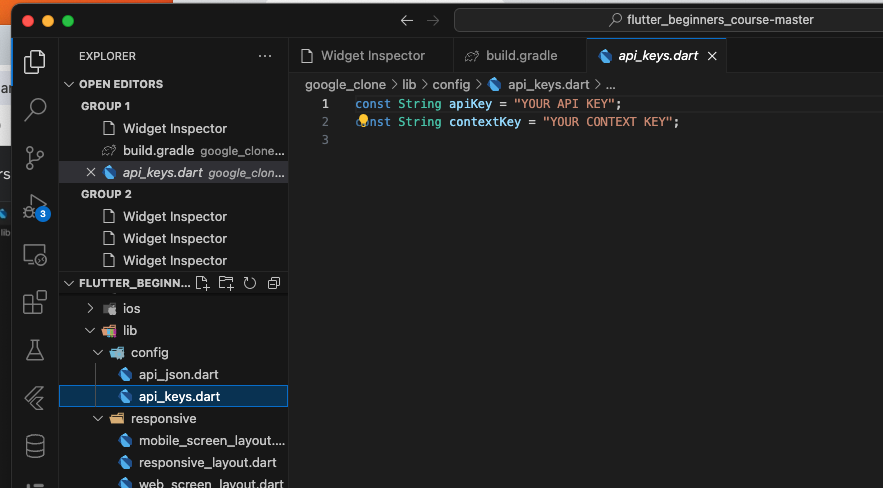 flutter_beginners_course-master
EXPLORER
OPEN EDITORS
GROUP 1
Widget Inspector
build.gradle google_clone...
api_keys.dart google_clon...
GROUP 2
Widget Inspector
Widget Inspector
Widget Inspector
FLUTTER_BEGINN...
ios
lib
config
api_json.dart
api_keys.dart
responsive
mobile_screen_layout....
responsive_layout.dart
web_screen_layout.dart
3
Widget Inspector
build.gradle
api_keys.dart
google_clone > lib > config > api_keys.dart > ...
1 const String apiKey = "YOUR API KEY";
2 const String contextKey = "YOUR CONTEXT KEY";
3
lib